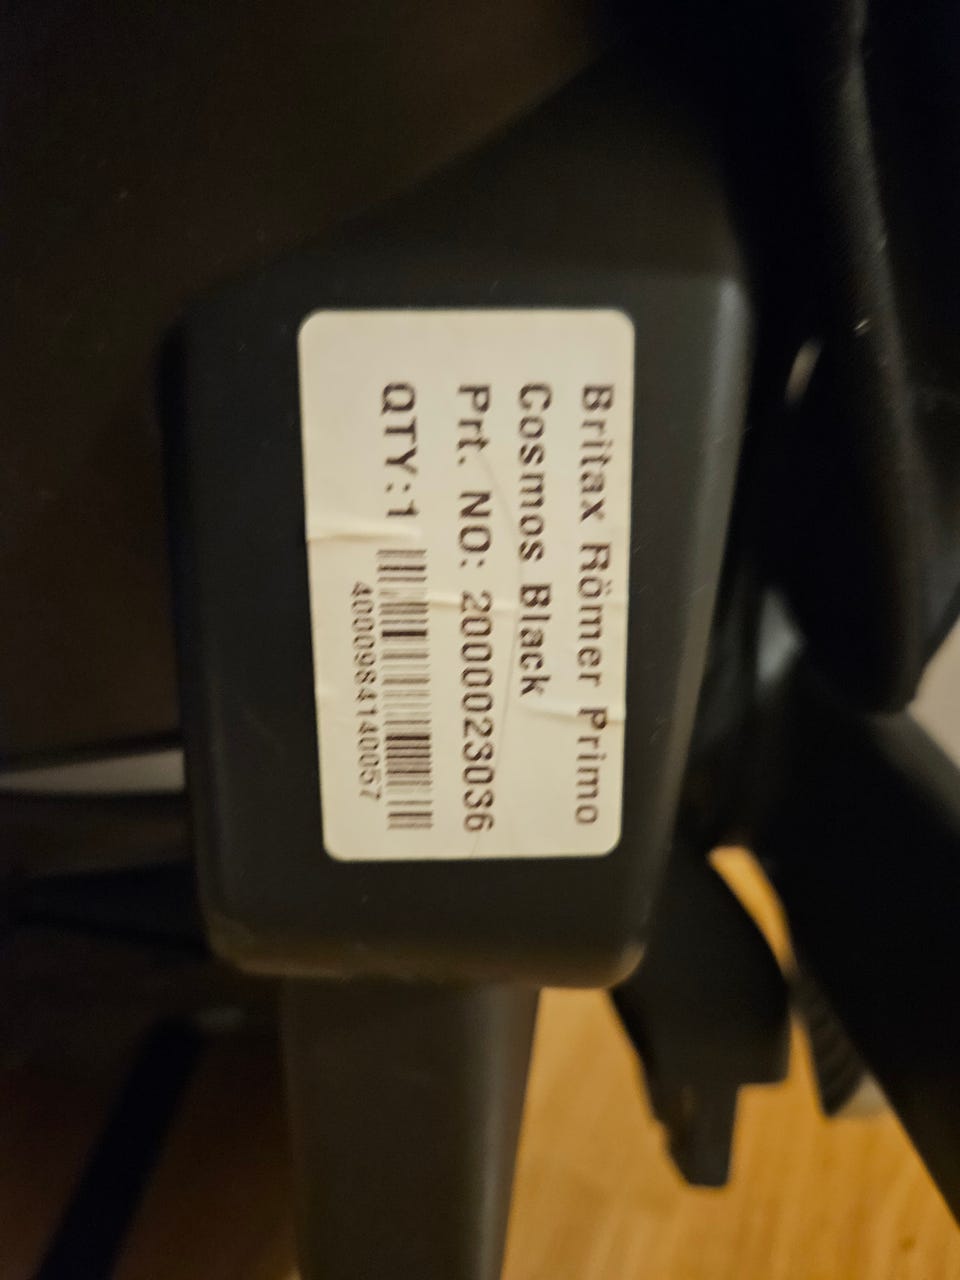 Britax Römer Primo
Cosmos Black
Prt. NO: 2000023036
QTY:1
4000984140057